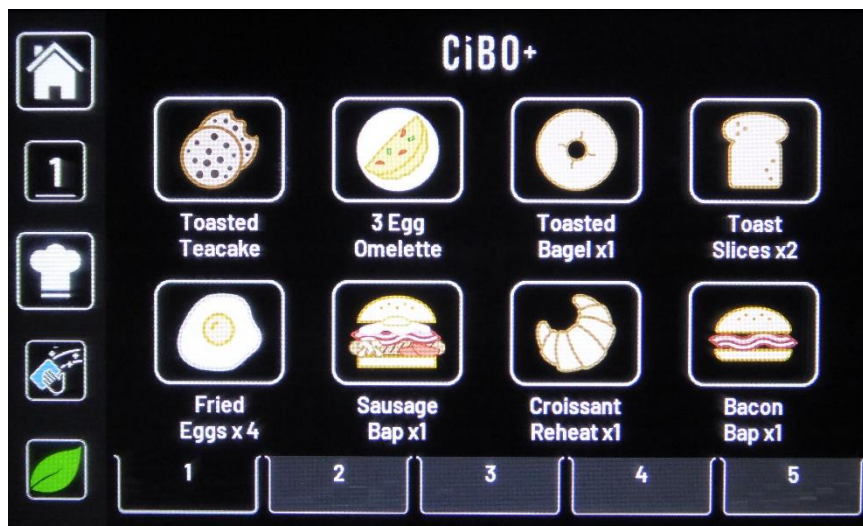 CiBO+
1
Toasted
Teacake
3 Egg
Omelette
Toasted
Bagel x1
Toast
Slices x2
Fried
Eggs x 4
Sausage
Bap x1
Croissant
Reheat x1
Bacon
Bap x1
1
2
3
4
5